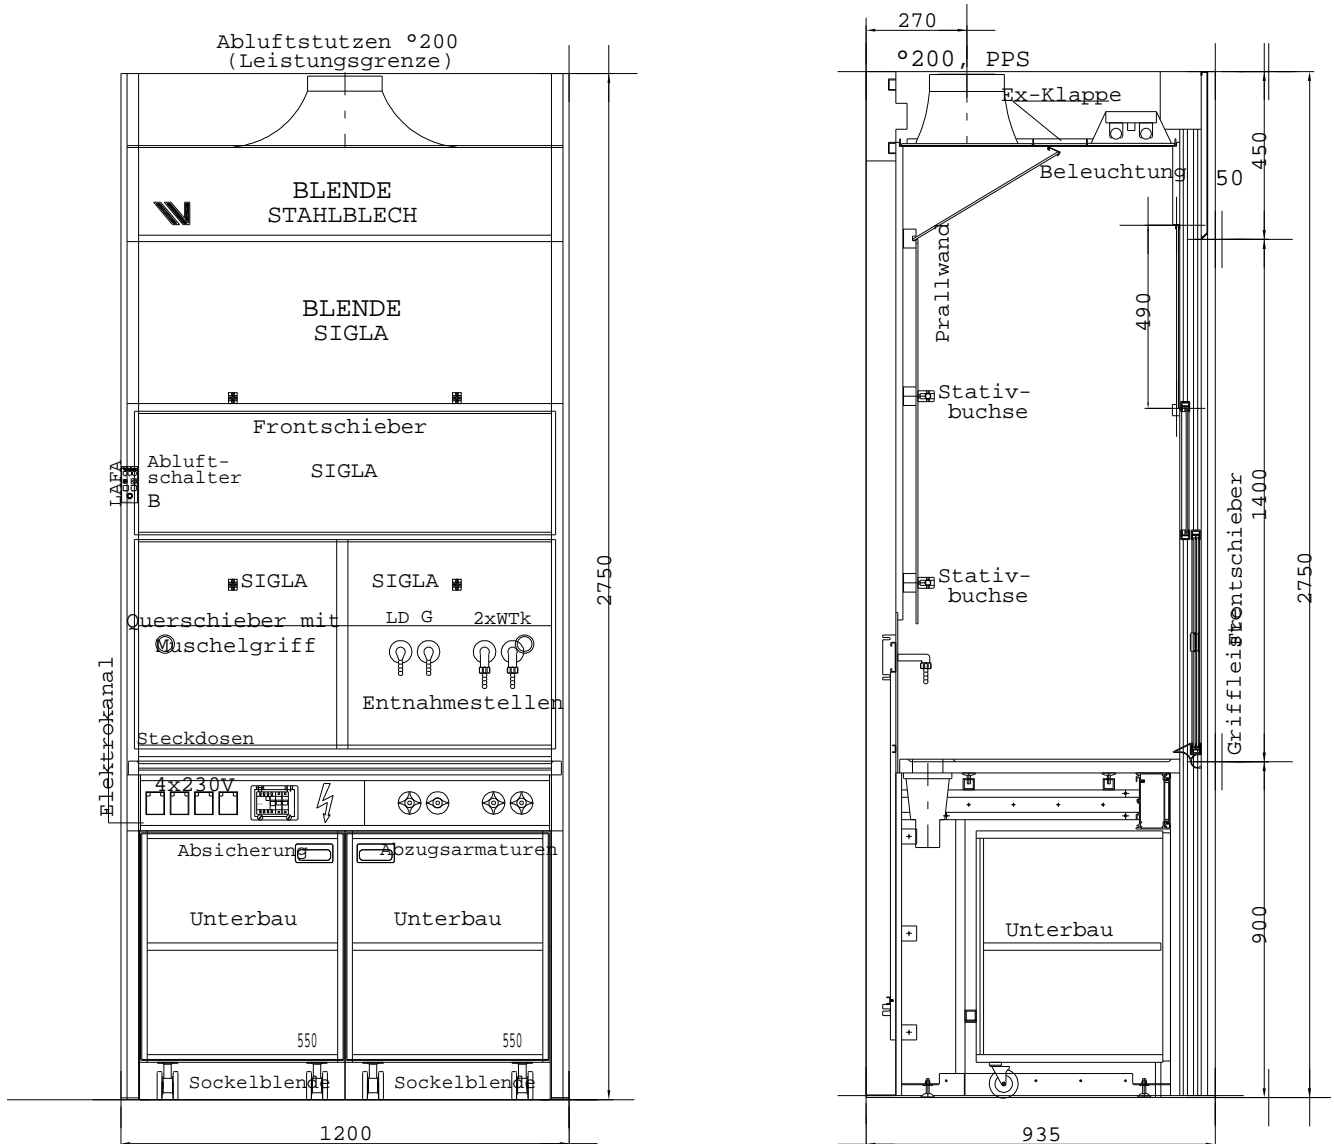 Abluftstutzen °200
(Leistungsgrenze)
BLENDE
STAHLBLECH
BLENDE
SIGLA
Frontschieber
SIGLA
LAFA
Abluft-
schalter
B
SIGLA
SIGLA
Querschieber mit
Muschelgriff
LD G
2xWTk
Entnahmestellen
Elektrokanal
Steckdosen
4x230V
Absicherung
Abzugsarmaturen
Unterbau
Unterbau
550
550
Sockelblende
Sockelblende
1200
2750
270
°200, PPS
Ex-Klappe
Beleuchtung
50
450
Prallwand
490
Stativ-
buchse
1400
Stativ-
buchse
Frontschieber
Griffleiste
2750
Unterbau
900
935